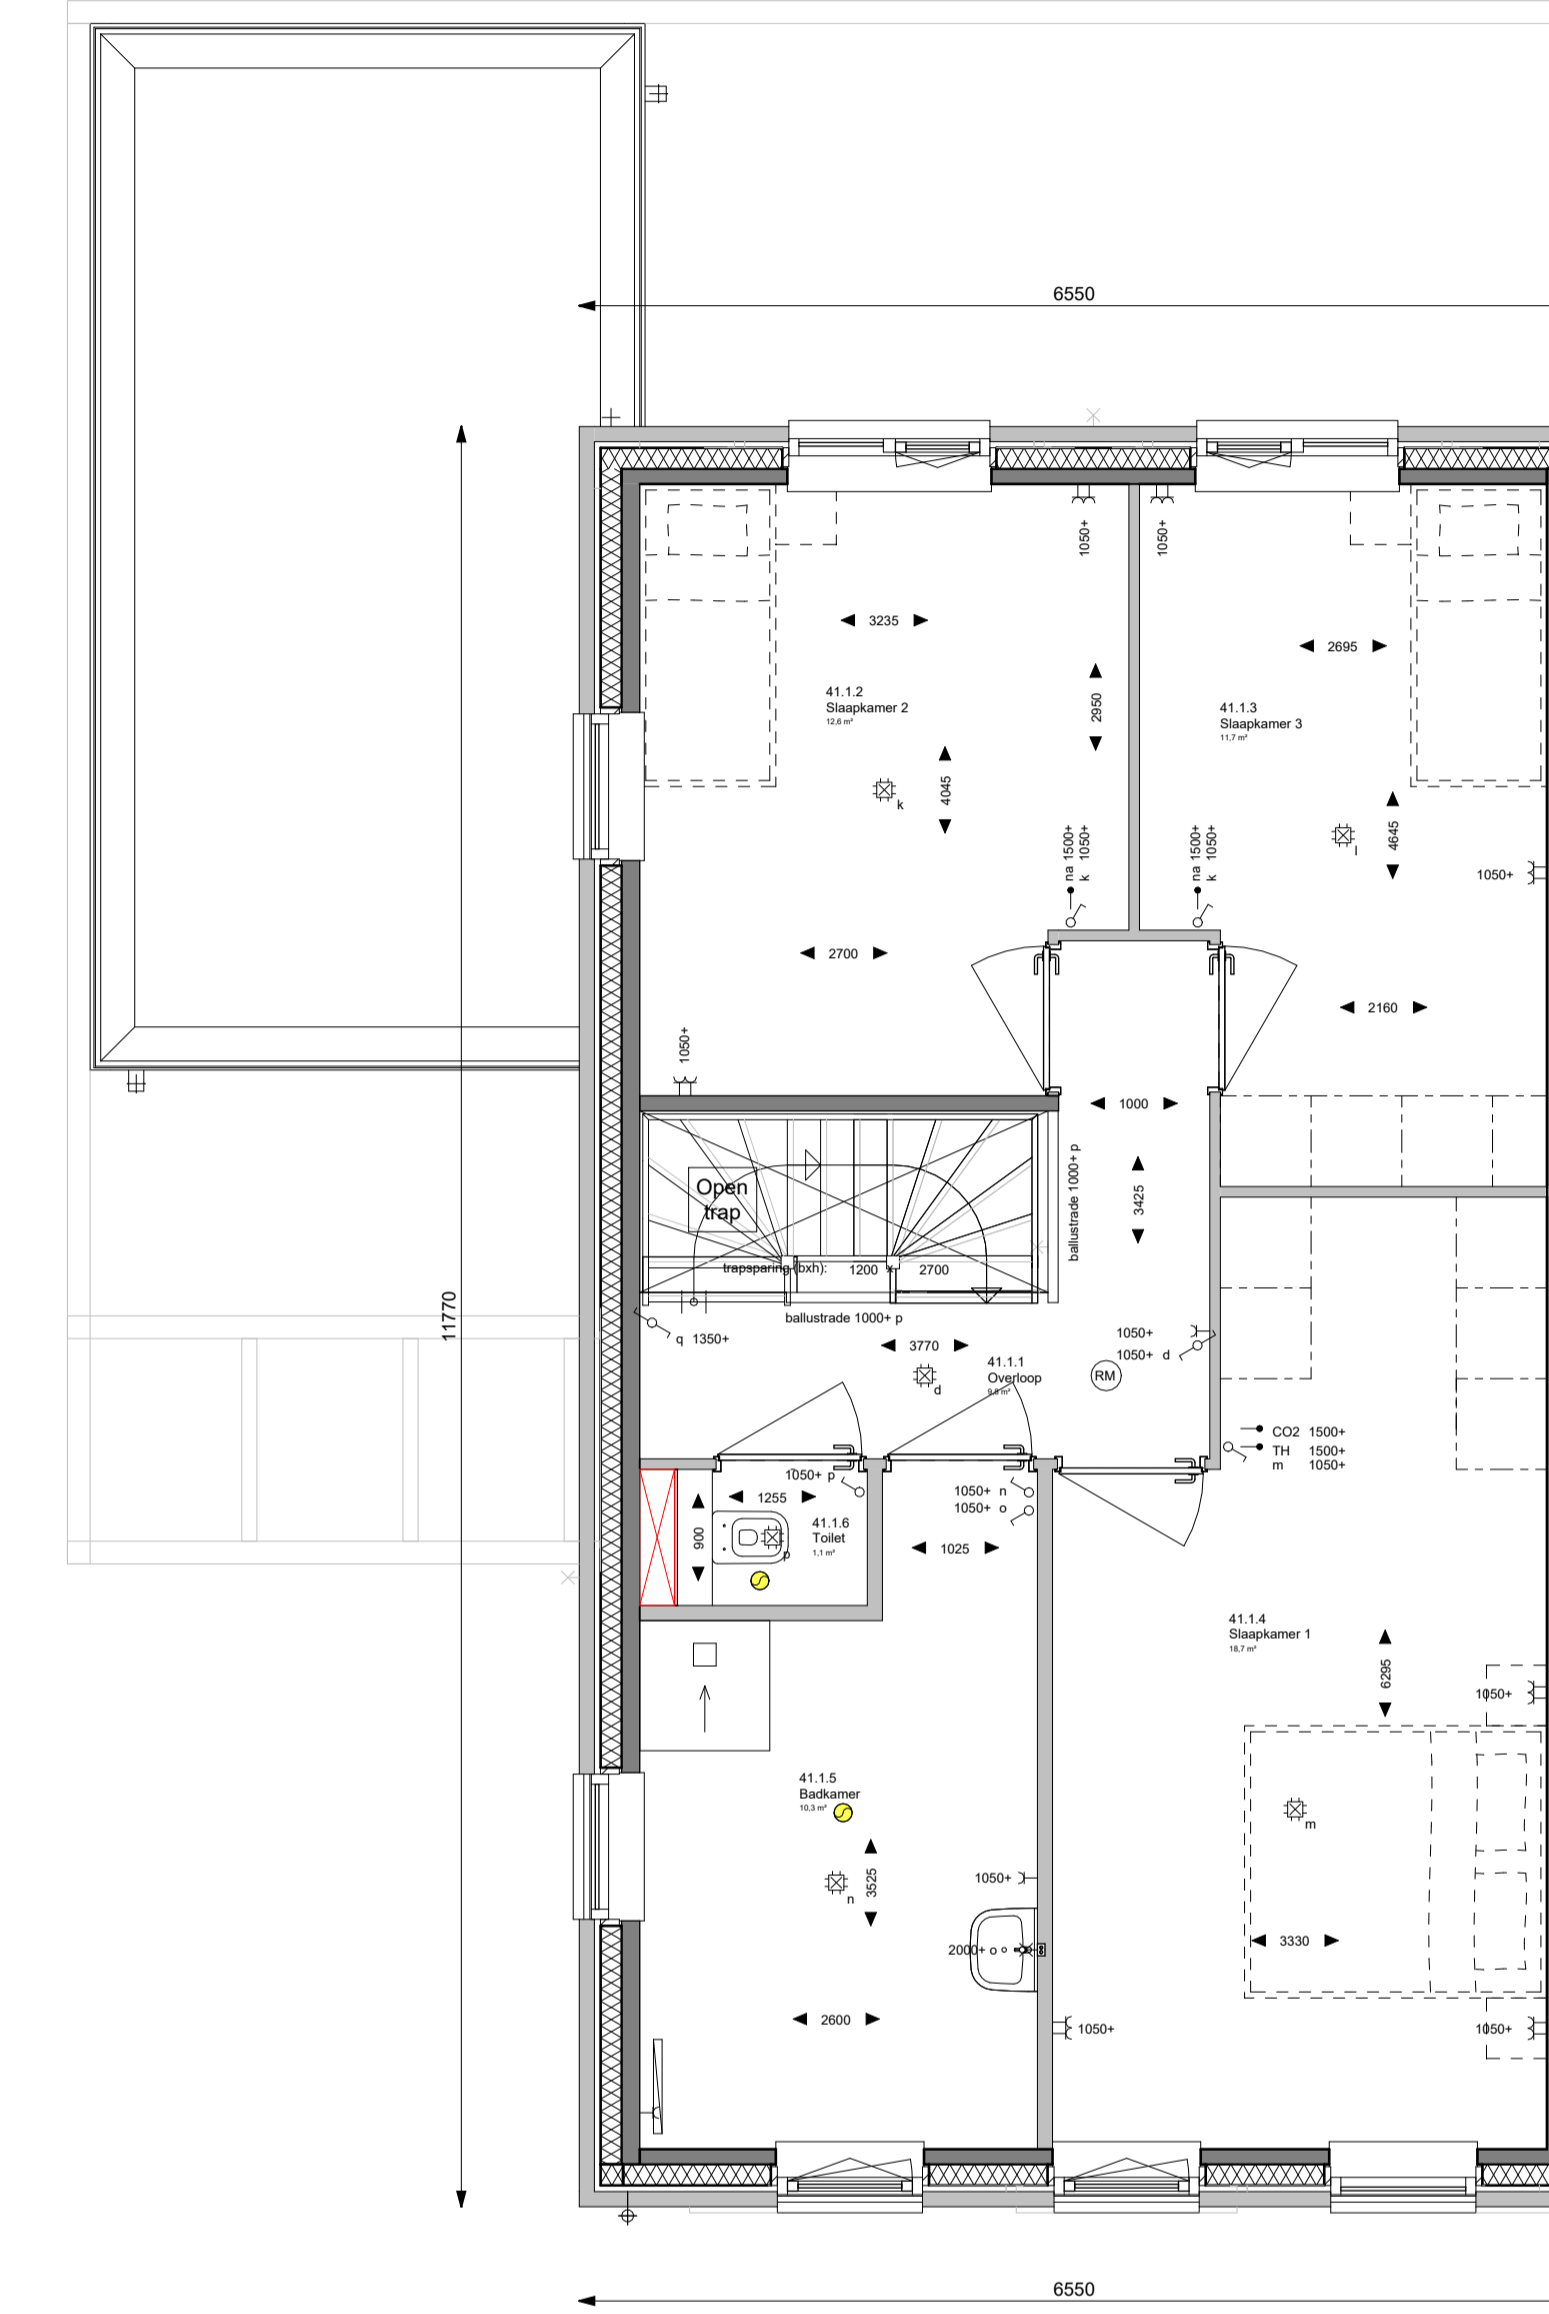 6550
1050+
1050+
3235
2695
2950
41.1.2
Slaapkamer 2
12,6 m²
41.1.3
Slaapkamer 3
11,7 m²
4045
k
4645
l
na 1500+
k 1050+
na 1500+
k 1050+
1050+
2700
2160
1050+
1000
ballustrade 1000+ p
3425
Open
trap
trapsparing (bxh): 1200 x 2700
11770
ballustrade 1000+ p
q 1350+
3770
1050+
1050+ d
41.1.1
Overloop
9,8 m²
d
RM
CO2 1500+
TH 1500+
m 1050+
1050+ p
1255
1050+ n
1050+ o
41.1.6
Toilet
1,1 m²
900
p
1025
41.1.4
Slaapkamer 1
18,7 m²
6295
1050+
41.1.5
Badkamer
10,3 m²
m
3525
n
1050+
3330
2000+
2600
1050+
1050+
6550